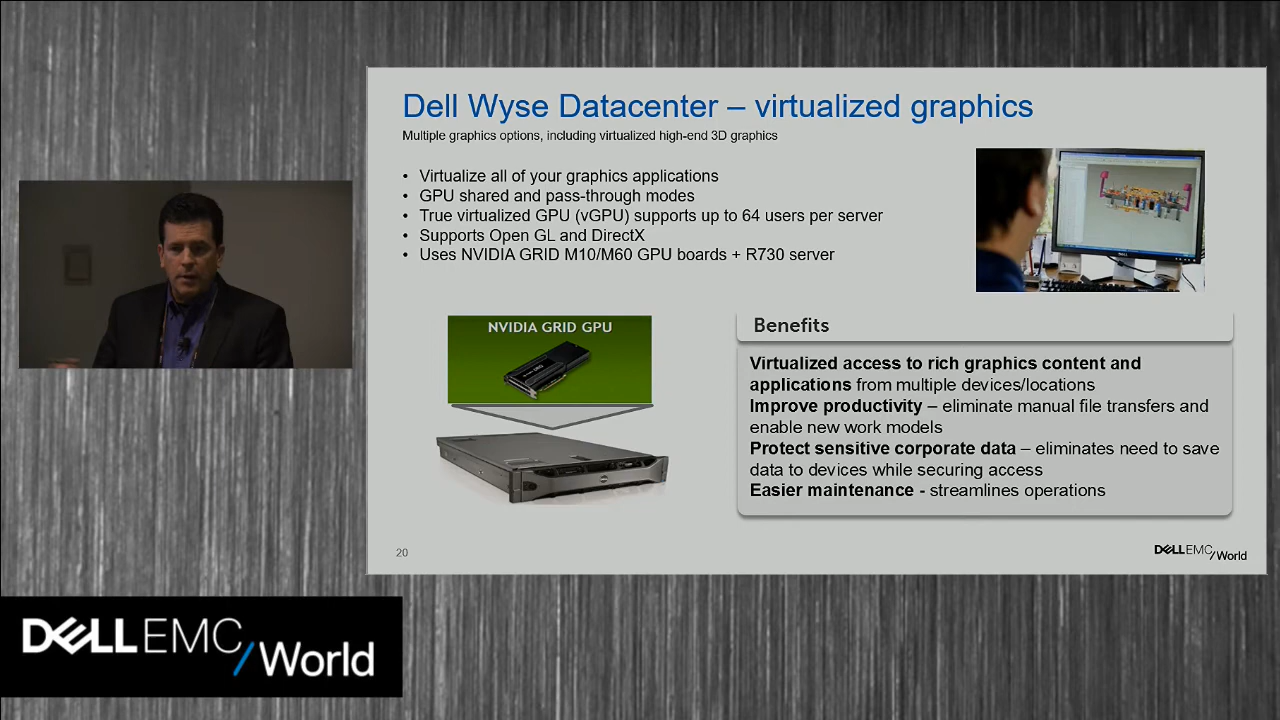 Dell Wyse Datacenter – virtualized graphics
Multiple graphics options, including virtualized high-end 3D graphics
• Virtualize all of your graphics applications
• GPU shared and pass-through modes
• True virtualized GPU (vGPU) supports up to 64 users per server
• Supports Open GL and DirectX
• Uses NVIDIA GRID M10/M60 GPU boards + R730 server
NVIDIA GRID GPU
Benefits
Virtualized access to rich graphics content and
applications from multiple devices/locations
Improve productivity – eliminate manual file transfers and
enable new work models
Protect sensitive corporate data – eliminates need to save
data to devices while securing access
Easier maintenance - streamlines operations
20
DELLEMC/World
DELLEMC/World